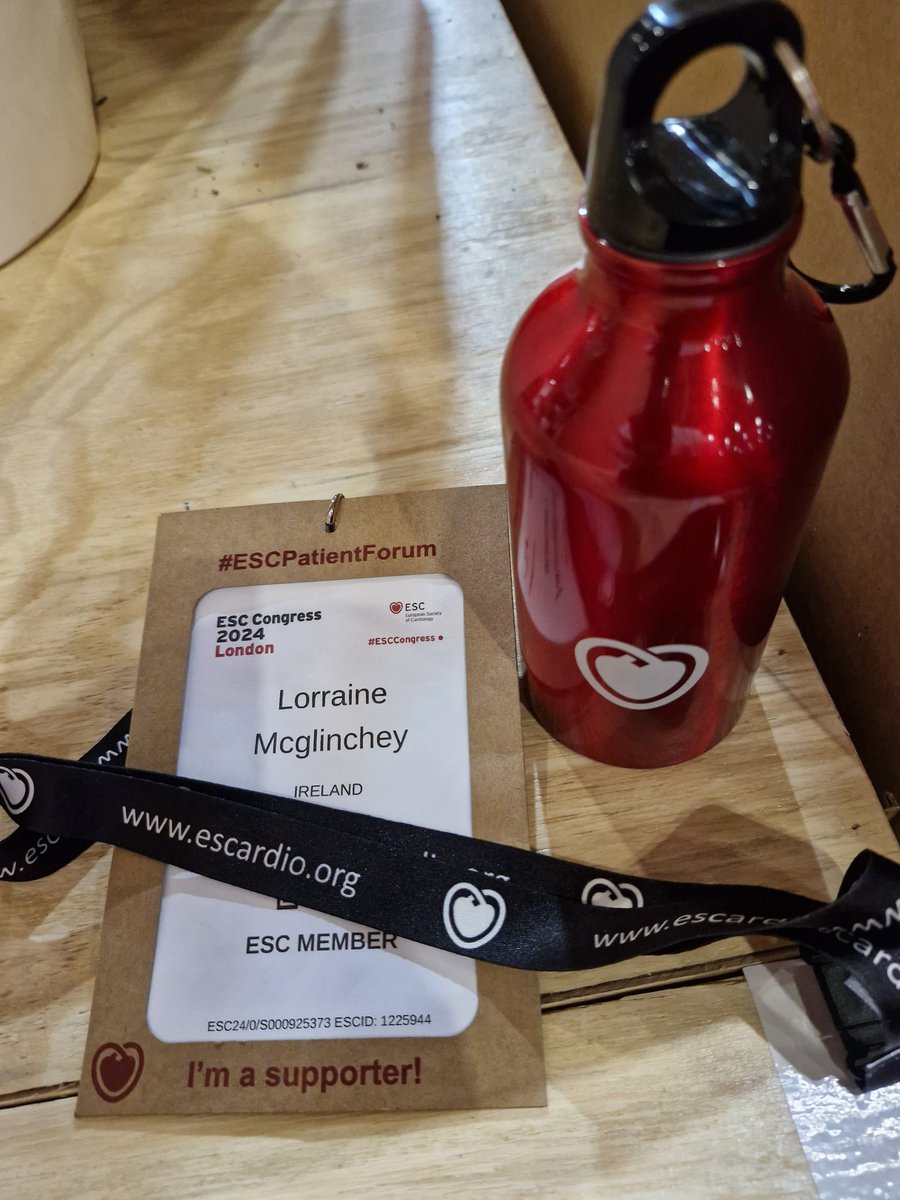 #ESCPatientForum
ESC Congress
2024
London
ESC
European Society
of Cardiology
#ESCCongress
Lorraine
Mcglinchey
IRELAND
www.escardio.org
www.escard
ESC MEMBER
ESC24/0/S000925373 ESCID: 1225944
I'm a supporter!